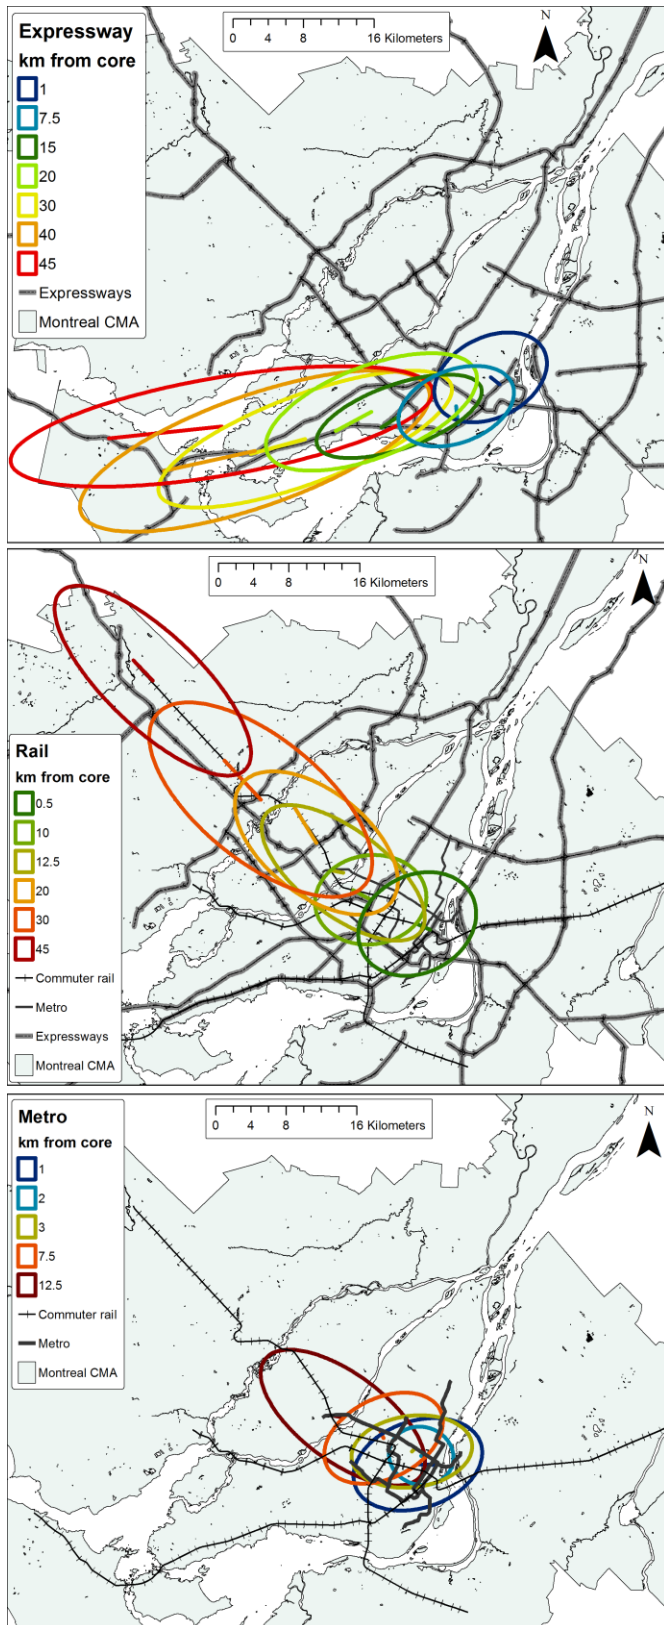 Expressway
km from core
1
7.5
15
20
30
40
45
Expressways
Montreal CMA
0 4 8 16 Kilometers
N
Rail
km from core
0.5
10
12.5
20
30
45
Commuter rail
Metro
Expressways
Montreal CMA
0 4 8 16 Kilometers
N
Metro
km from core
1
2
3
7.5
12.5
Commuter rail
Metro
Montreal CMA
0 4 8 16 Kilometers
N